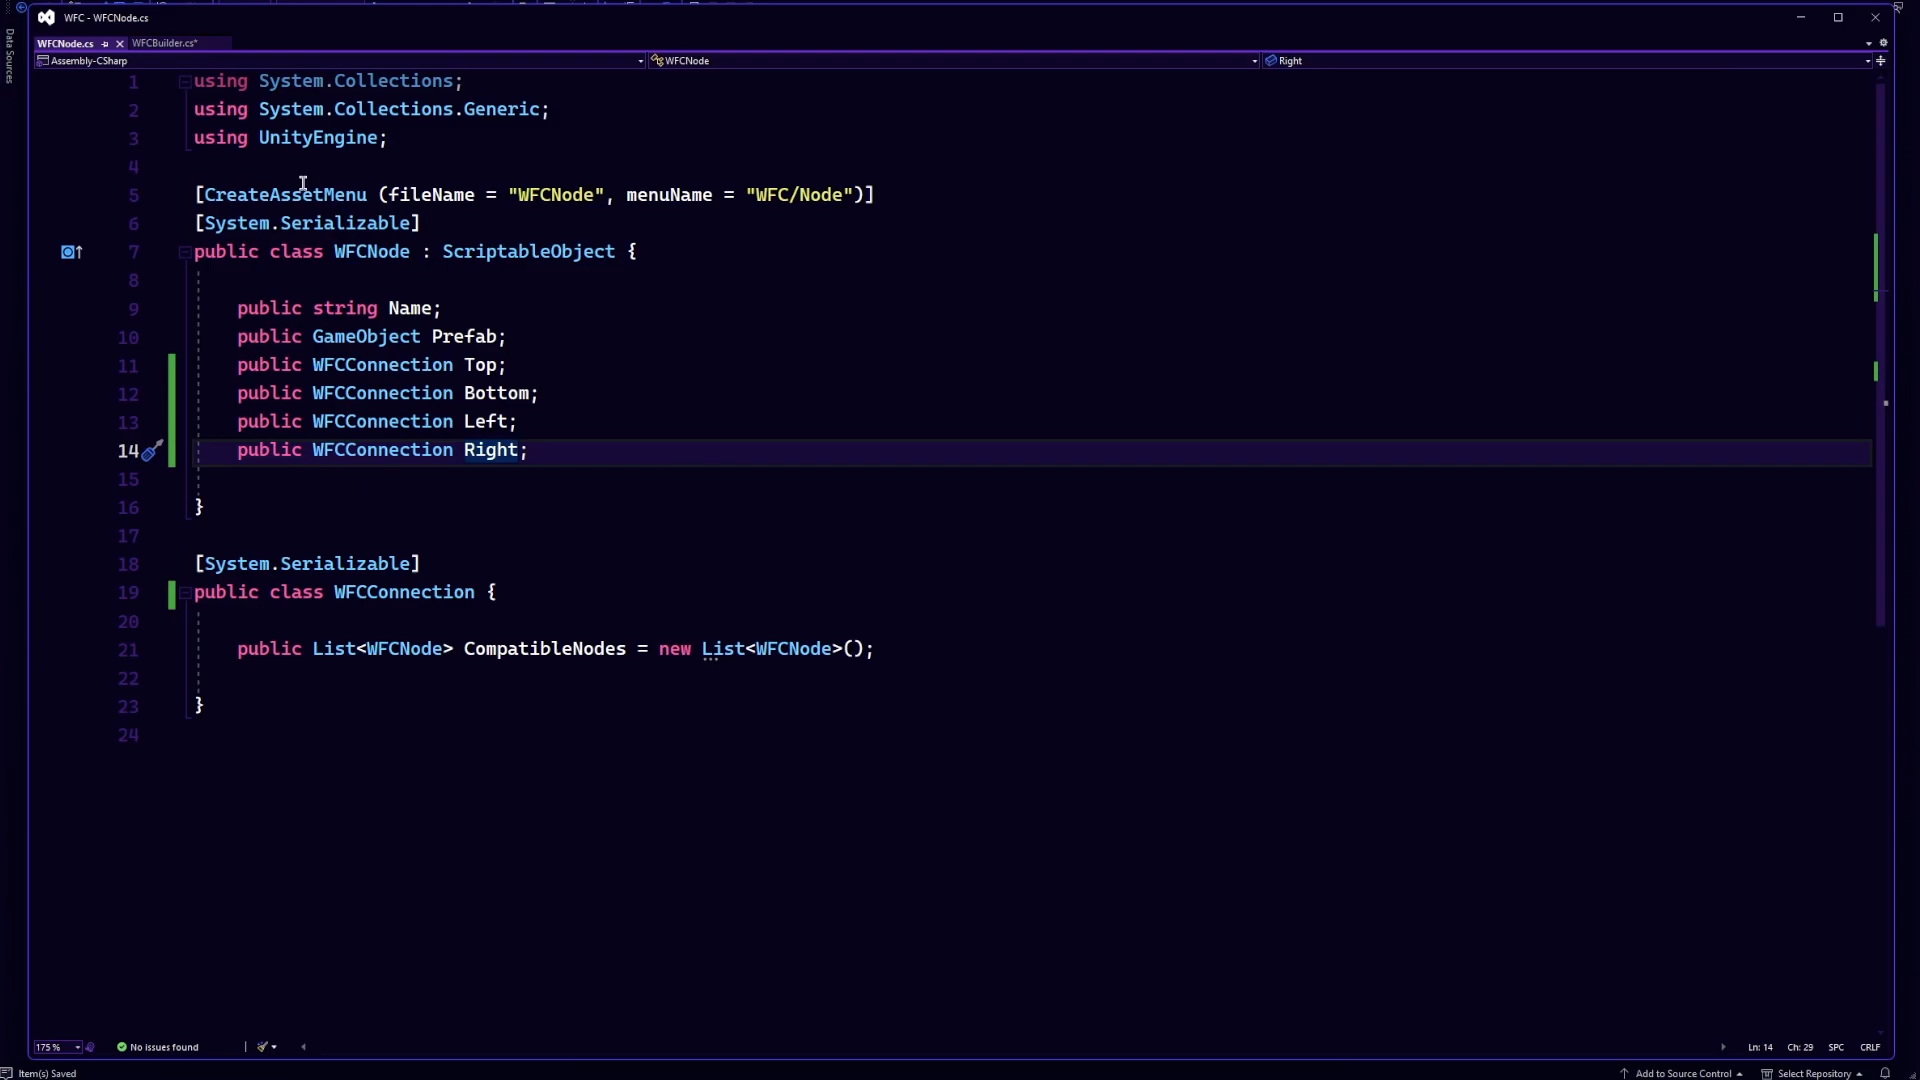 WFC - WFCNode.cs
WFCNode.cs
WFCBuilder.cs*
Data Sources
Assembly-CSharp
WFCNode
Right
1 using System.Collections;
2 using System.Collections.Generic;
3 using UnityEngine;
4
5 [CreateAssetMenu (fileName = "WFCNode", menuName = "WFC/Node")]
6 [System.Serializable]
7 public class WFCNode : ScriptableObject {
8
9 public string Name;
10 public GameObject Prefab;
11 public WFCConnection Top;
12 public WFCConnection Bottom;
13 public WFCConnection Left;
14 public WFCConnection Right;
15
16 }
17
18 [System.Serializable]
19 public class WFCConnection {
20
21 public List<WFCNode> CompatibleNodes = new List<WFCNode>();
22
23 }
24
175 %
No issues found
Ln: 14 Ch: 29 SPC CRLF
Item(s) Saved
Add to Source Control
Select Repository